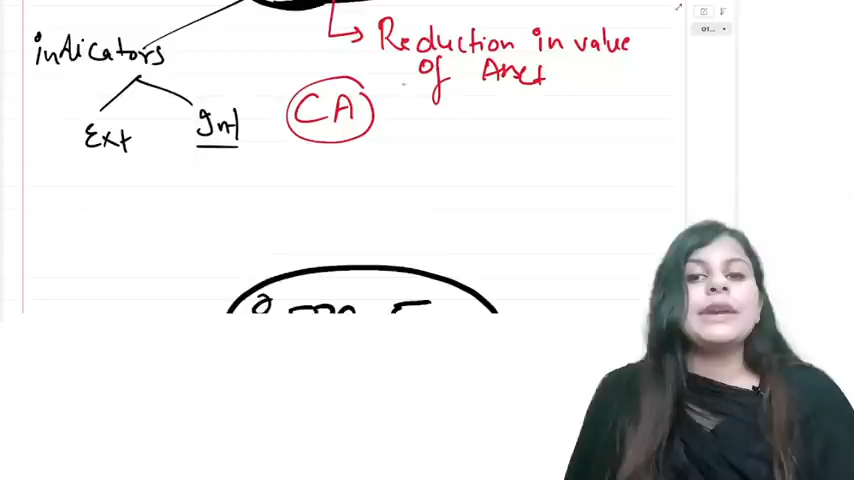 indicators
Reduction in value
of Asset
Ext
Int
CA